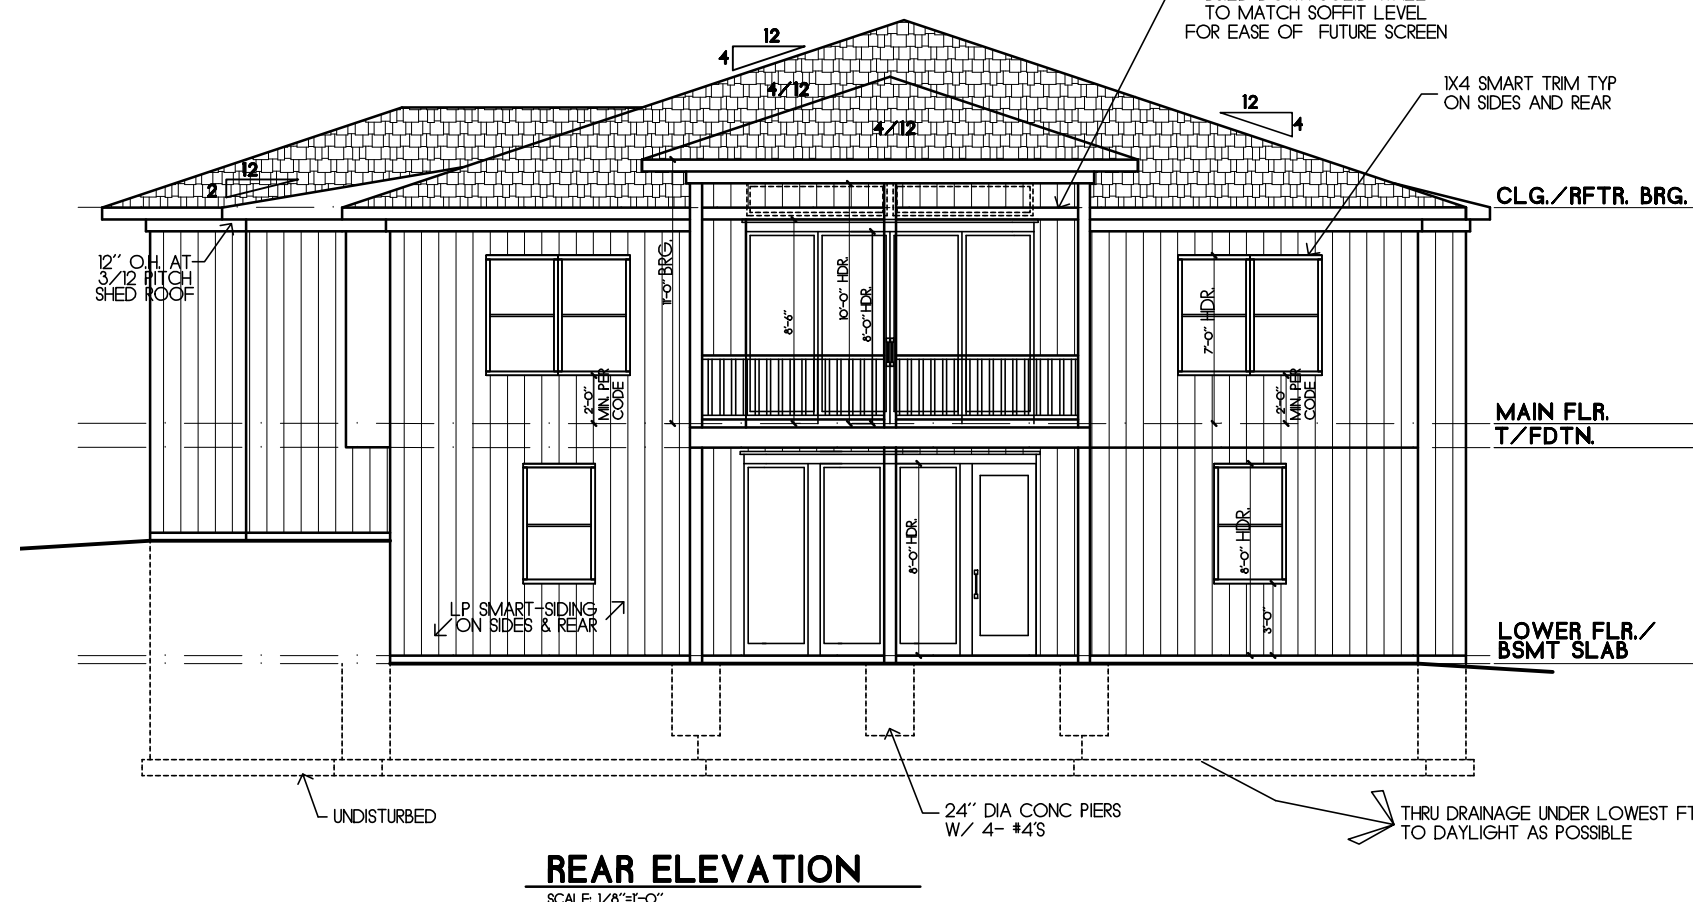 TO MATCH SOFFIT LEVEL
FOR EASE OF FUTURE SCREEN
12
4
4/12
4/12
1X4 SMART TRIM TYP
ON SIDES AND REAR
12
4
12
2
CLG./RFTR. BRG.
12" O.H. AT
3/12 PITCH
SHED ROOF
11'-0" BRG.
8'-6"
10'-0" HDR.
8'-0" HDR.
7'-0" HDR.
2'-0"
MIN. PER
CODE
2'-0"
MIN. PER
CODE
MAIN FLR.
T/FDTN.
8'-0" HDR.
8'-0" HDR.
3'-0"
LP SMART-SIDING
ON SIDES & REAR
LOWER FLR./
BSMT SLAB
UNDISTURBED
24" DIA CONC PIERS
W/ 4- #4'S
THRU DRAINAGE UNDER LOWEST FT
TO DAYLIGHT AS POSSIBLE
REAR ELEVATION
SCALE: 1/8"=1'-0"